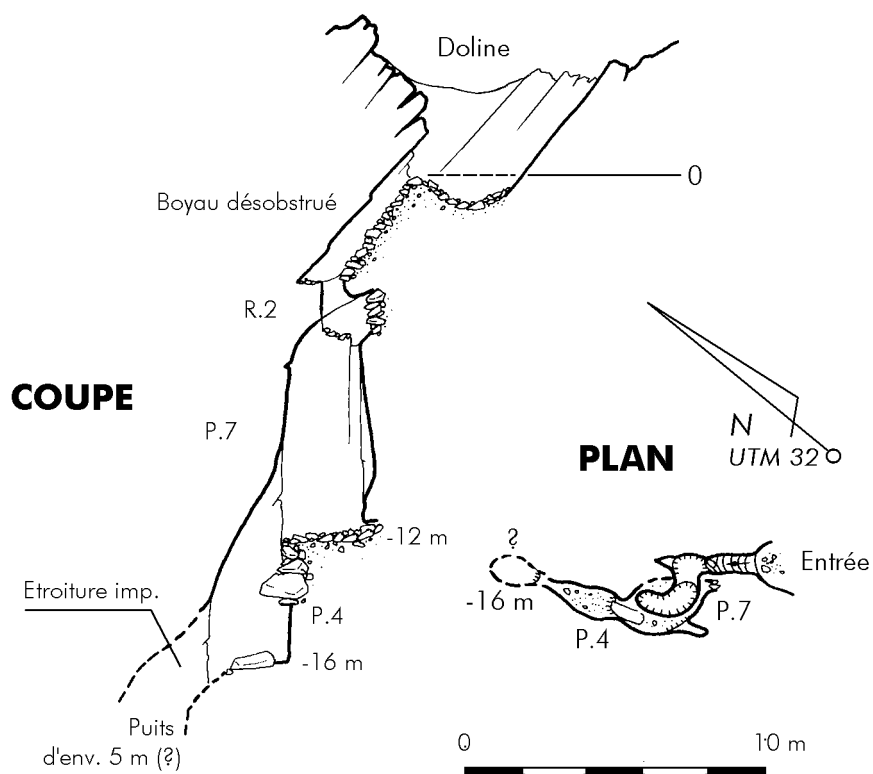 Doline
0
Boyau désobstrué
R.2
COUPE
P.7
N
UTM 32
PLAN
-12 m
?
Entrée
Etroiture imp.
-16 m
P.7
P.4
P.4
-16 m
Puits
d'env. 5 m (?)
0
10 m